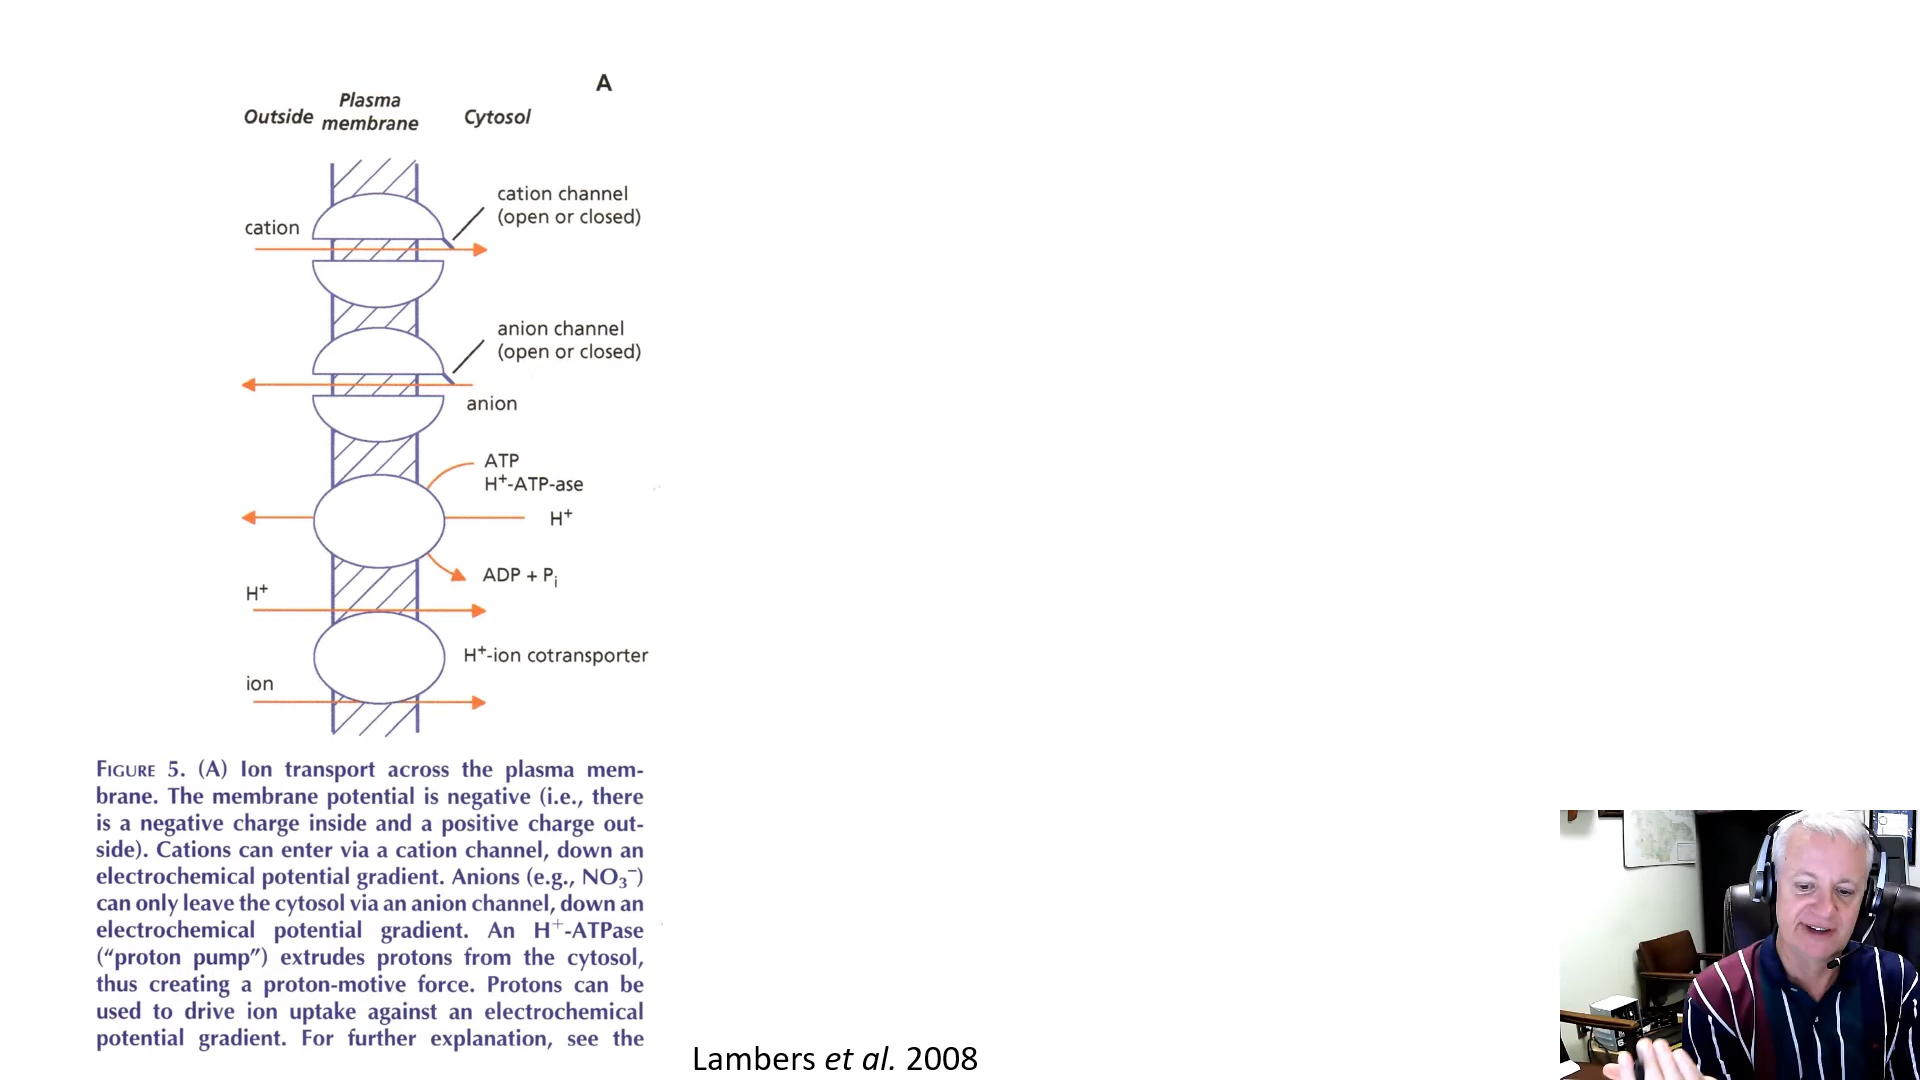 A
Outside
Plasma
membrane
Cytosol
cation channel
(open or closed)
cation
anion channel
(open or closed)
anion
ATP
H⁺-ATP-ase
H⁺
ADP + Pᵢ
H⁺
H⁺-ion cotransporter
ion
FIGURE 5. (A) Ion transport across the plasma mem-
brane. The membrane potential is negative (i.e., there
is a negative charge inside and a positive charge out-
side). Cations can enter via a cation channel, down an
electrochemical potential gradient. Anions (e.g., NO₃⁻)
can only leave the cytosol via an anion channel, down an
electrochemical potential gradient. An H⁺-ATPase
(“proton pump”) extrudes protons from the cytosol,
thus creating a proton-motive force. Protons can be
used to drive ion uptake against an electrochemical
potential gradient. For further explanation, see the
Lambers et al. 2008